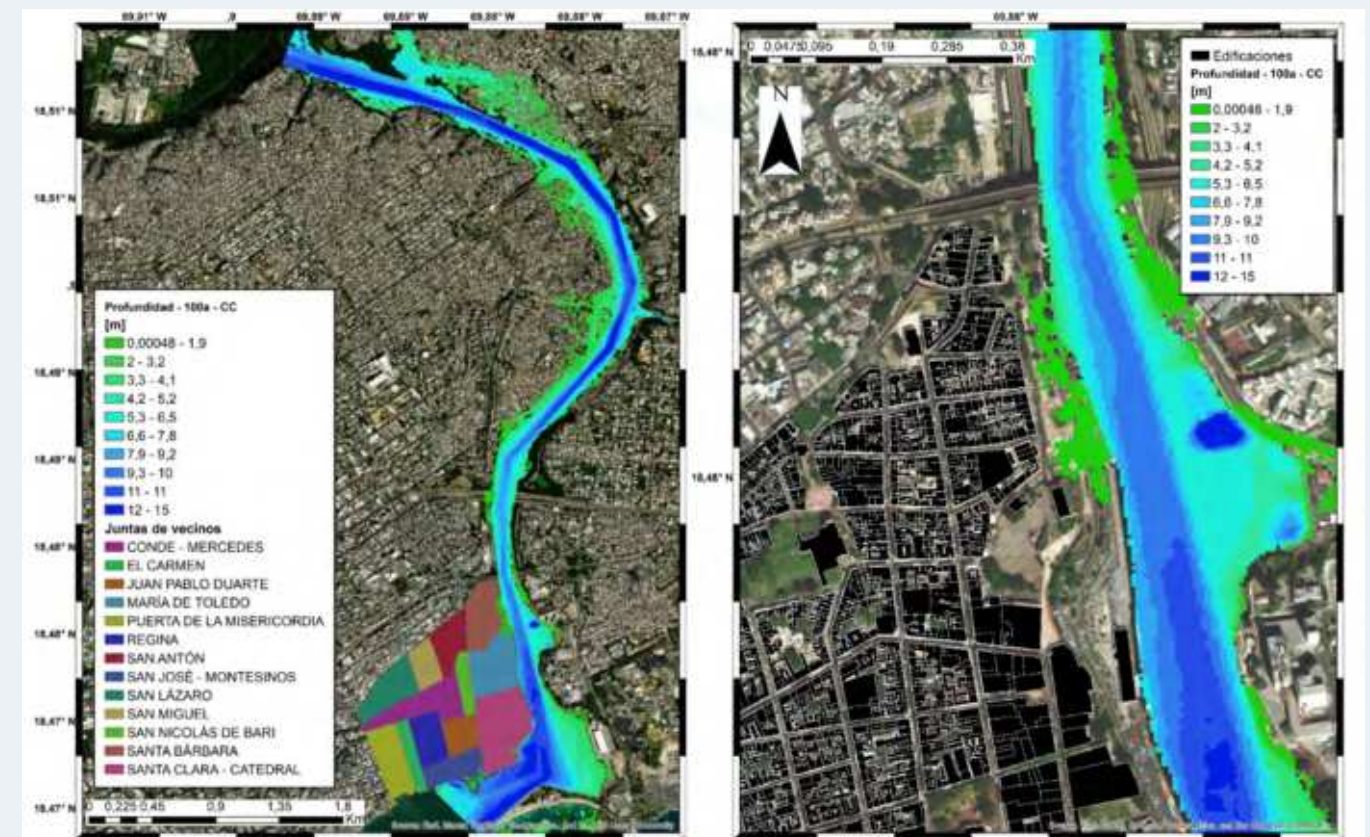 69,91° W
69,88° W
69,88° W
69,88° W
69,88° W
69,87° W
18,51° N
18,51° N
18,49° N
18,49° N
18,48° N
18,48° N
18,47° N
18,47° N
Profundidad - 100a - CC
[m]
0,00048 - 1,9
2 - 3,2
3,3 - 4,1
4,2 - 5,2
5,3 - 6,5
6,6 - 7,8
7,9 - 9,2
9,3 - 10
11 - 11
12 - 15
Juntas de vecinos
CONDE - MERCEDES
EL CARMEN
JUAN PABLO DUARTE
MARÍA DE TOLEDO
PUERTA DE LA MISERICORDIA
REGINA
SAN ANTÓN
SAN JOSÉ - MONTESINOS
SAN LÁZARO
SAN MIGUEL
SAN NICOLÁS DE BARI
SANTA BÁRBARA
SANTA CLARA - CATEDRAL
0 0,225 0,45 0,9 1,35 1,8
Km
69,88° W
18,48° N
18,48° N
0 0,0475 0,095 0,19 0,285 0,38
Km
N
Edificaciones
Profundidad - 100a - CC
[m]
0,00048 - 1,9
2 - 3,2
3,3 - 4,1
4,2 - 5,2
5,3 - 6,5
6,6 - 7,8
7,9 - 9,2
9,3 - 10
11 - 11
12 - 15